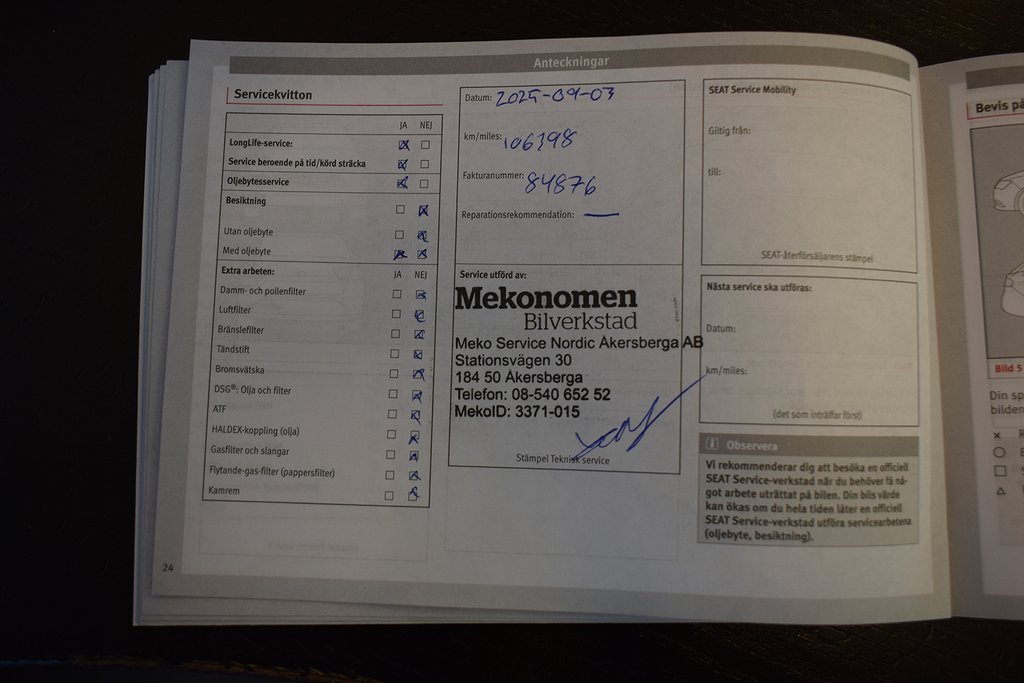 Anteckningar
Servicekvitton
JA NEJ
LongLife-service:
Service beroende på tid/körd sträcka
Oljebytesservice
Besiktning
Utan oljebyte
Med oljebyte
Extra arbeten: JA NEJ
Damm- och pollenfilter
Luftfilter
Bränslefilter
Tändstift
Bromsvätska
DSG®: Olja och filter
ATF
HALDEX-koppling (olja)
Gasfilter och slangar
Flytande-gas-filter (pappersfilter)
Kamrem
24
Datum: 2025-09-03
km/miles: 106398
Fakturanummer: 84876
Reparationsrekommendation: —
Service utförd av:
Mekonomen
Bilverkstad
Meko Service Nordic Åkersberga AB
Stationsvägen 30
184 50 Åkersberga
Telefon: 08-540 652 52
MekoID: 3371-015
Stämpel Teknisk service
SEAT Service Mobility
Giltig från:
till:
SEAT-återförsäljarens stämpel
Nästa service ska utföras:
Datum:
km/miles:
(det som inträffar först)
Observera
Vi rekommenderar dig att besöka en officiell
SEAT Service-verkstad när du behöver få nå-
got arbete uträttat på bilen. Din bils värde
kan ökas om du hela tiden låter en officiell
SEAT Service-verkstad utföra servicearbetena
(oljebyte, besiktning).
Bevis på
Bild 5
Din sp
bilden